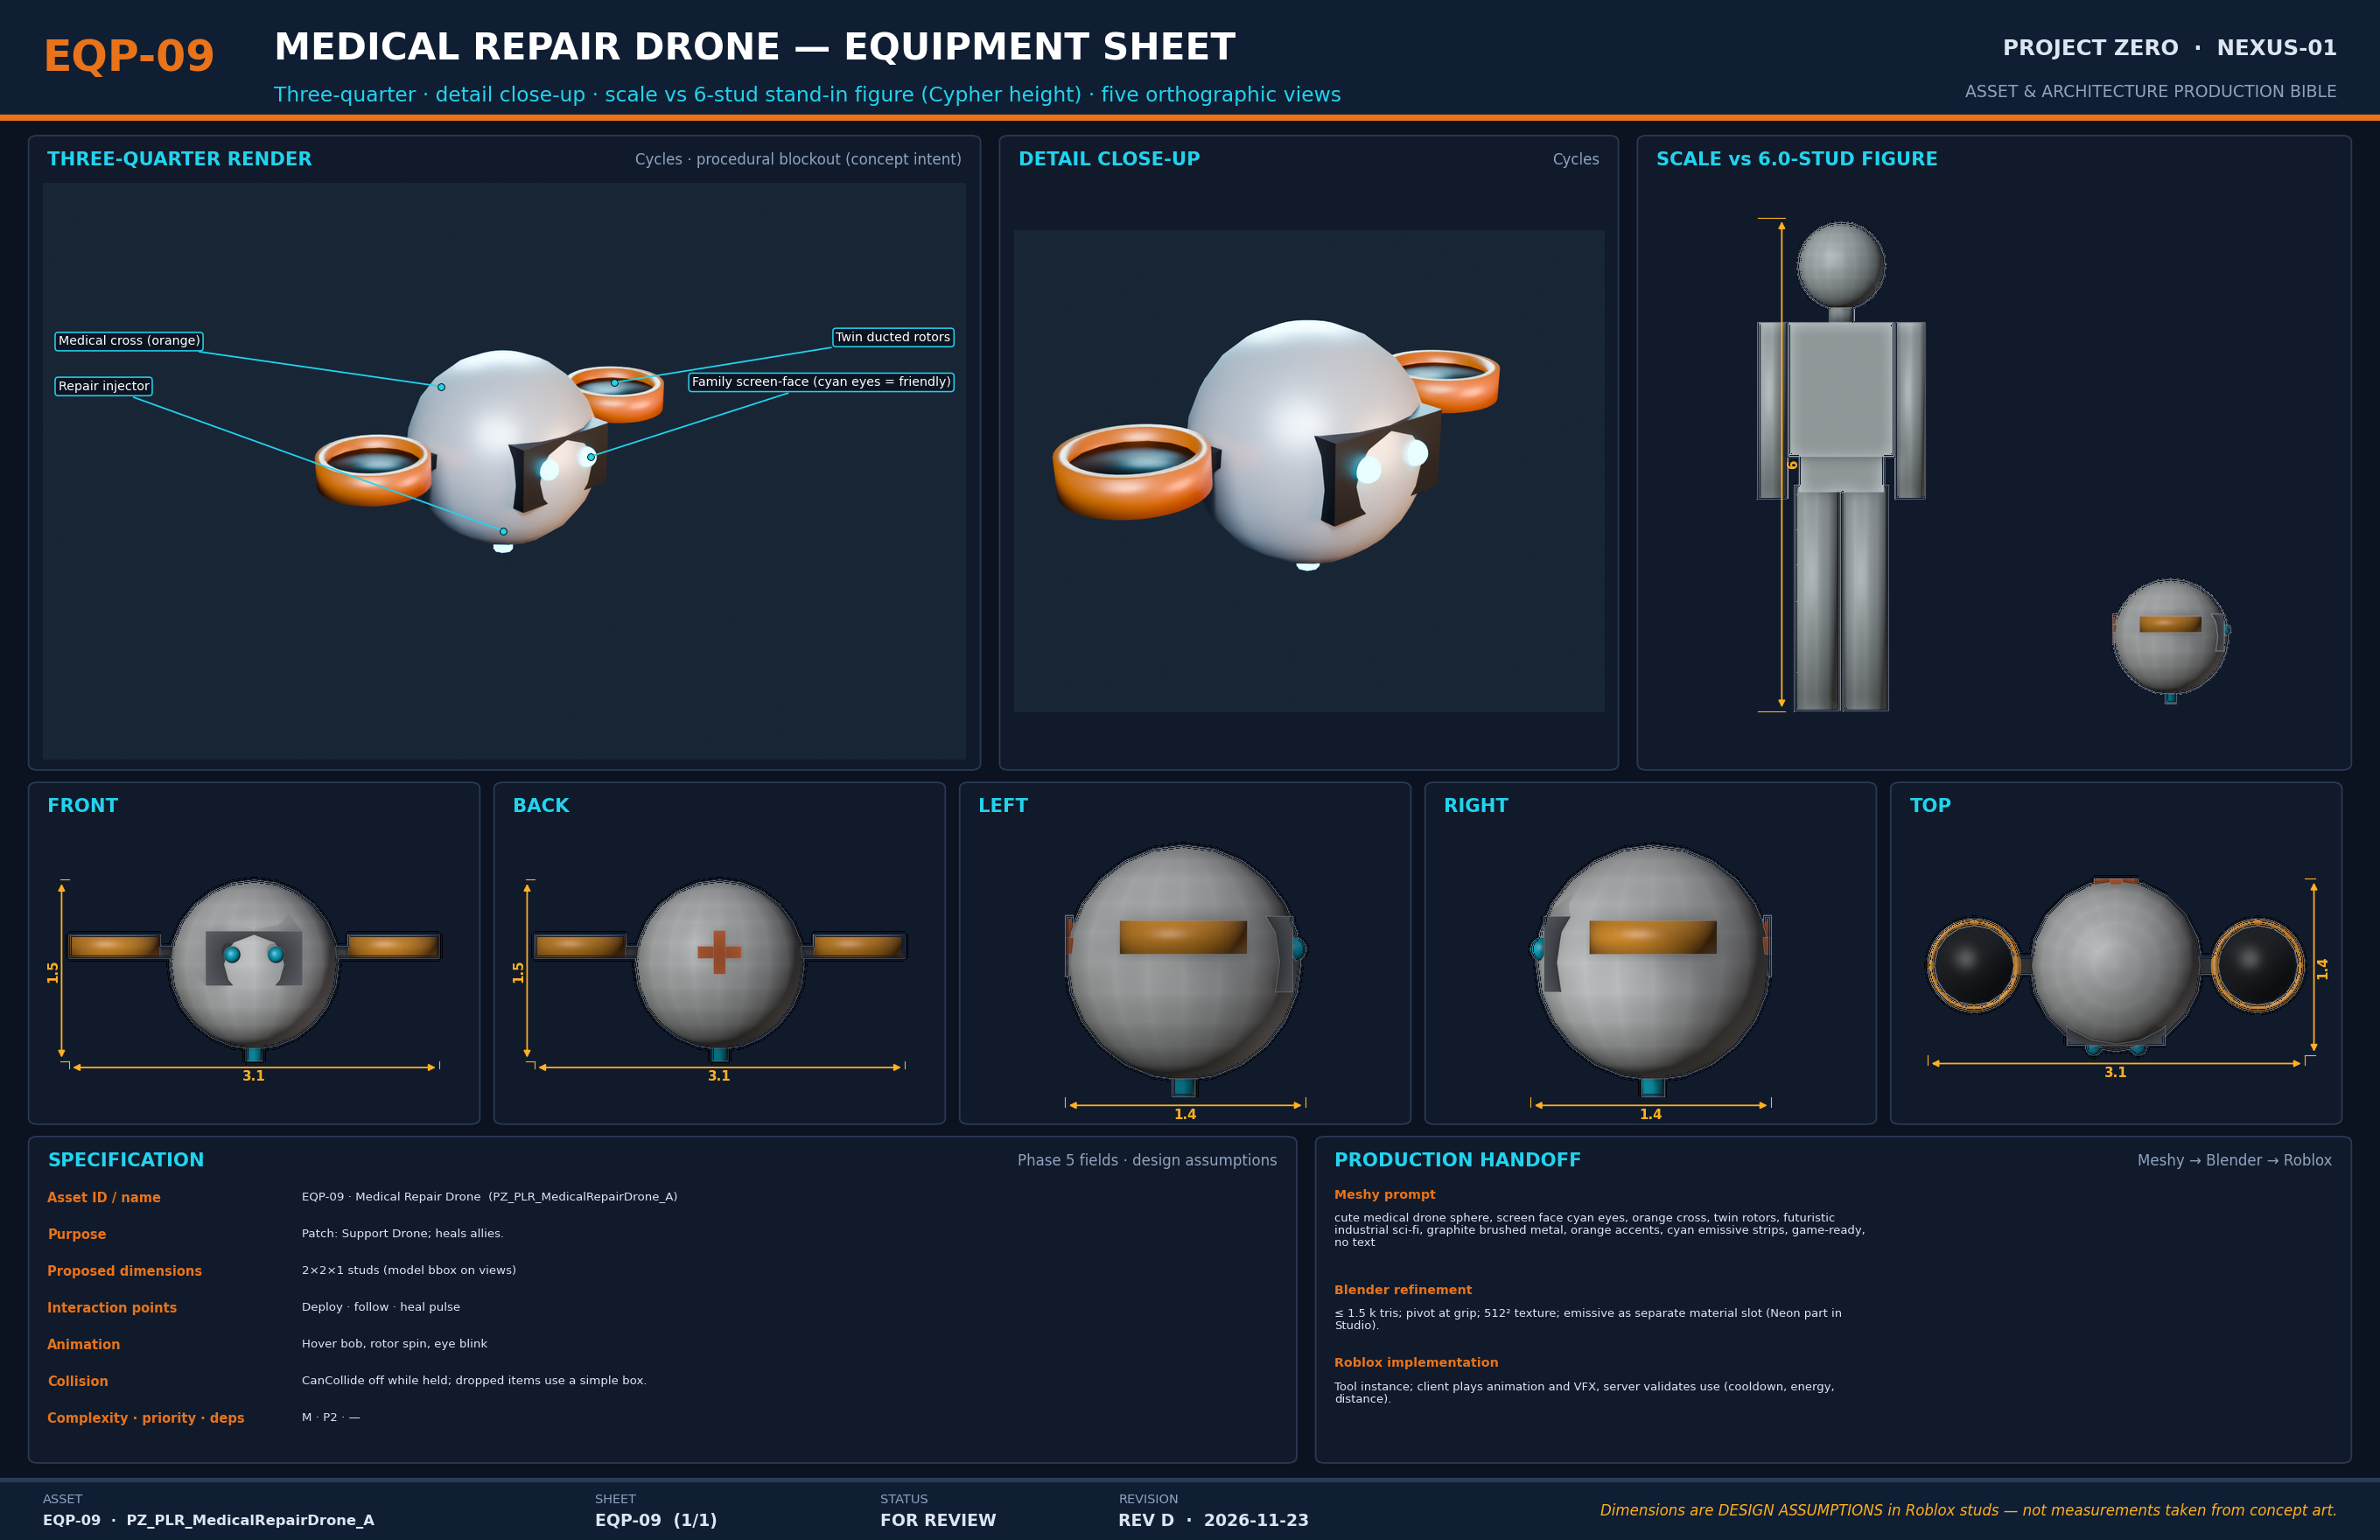 EQP-09
MEDICAL REPAIR DRONE — EQUIPMENT SHEET
Three-quarter · detail close-up · scale vs 6-stud stand-in figure (Cypher height) · five orthographic views
PROJECT ZERO · NEXUS-01
ASSET & ARCHITECTURE PRODUCTION BIBLE
THREE-QUARTER RENDER
Cycles · procedural blockout (concept intent)
Medical cross (orange)
Repair injector
Twin ducted rotors
Family screen-face (cyan eyes = friendly)
DETAIL CLOSE-UP
Cycles
SCALE vs 6.0-STUD FIGURE
6
FRONT
1.5
3.1
BACK
1.5
3.1
LEFT
1.4
RIGHT
1.4
TOP
1.4
3.1
SPECIFICATION
Phase 5 fields · design assumptions
Asset ID / name
EQP-09 · Medical Repair Drone (PZ_PLR_MedicalRepairDrone_A)
Purpose
Patch: Support Drone; heals allies.
Proposed dimensions
2×2×1 studs (model bbox on views)
Interaction points
Deploy · follow · heal pulse
Animation
Hover bob, rotor spin, eye blink
Collision
CanCollide off while held; dropped items use a simple box.
Complexity · priority · deps
M · P2 · —
PRODUCTION HANDOFF
Meshy → Blender → Roblox
Meshy prompt
cute medical drone sphere, screen face cyan eyes, orange cross, twin rotors, futuristic
industrial sci-fi, graphite brushed metal, orange accents, cyan emissive strips, game-ready,
no text
Blender refinement
≤ 1.5 k tris; pivot at grip; 512² texture; emissive as separate material slot (Neon part in
Studio).
Roblox implementation
Tool instance; client plays animation and VFX, server validates use (cooldown, energy,
distance).
ASSET
EQP-09 · PZ_PLR_MedicalRepairDrone_A
SHEET
EQP-09 (1/1)
STATUS
FOR REVIEW
REVISION
REV D · 2026-11-23
Dimensions are DESIGN ASSUMPTIONS in Roblox studs — not measurements taken from concept art.